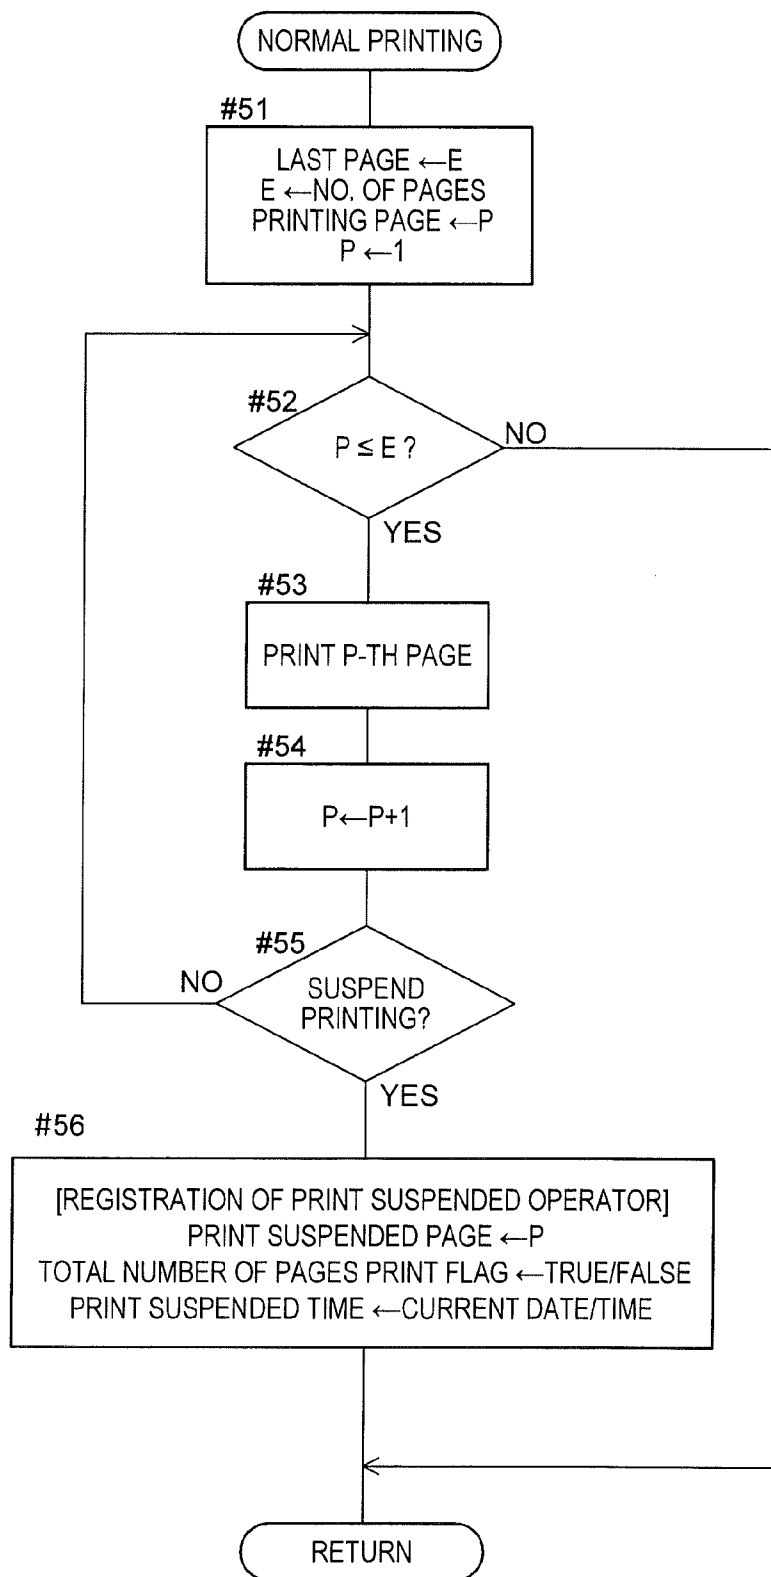 NORMAL PRINTING
#51
LAST PAGE ←E
E ←NO. OF PAGES
PRINTING PAGE ←P
P ←1
#52
P ≤ E ?
NO
YES
#53
PRINT P-TH PAGE
#54
P←P+1
#55
NO
SUSPEND
PRINTING?
YES
#56
[REGISTRATION OF PRINT SUSPENDED OPERATOR]
PRINT SUSPENDED PAGE ←P
TOTAL NUMBER OF PAGES PRINT FLAG ←TRUE/FALSE
PRINT SUSPENDED TIME ←CURRENT DATE/TIME
RETURN